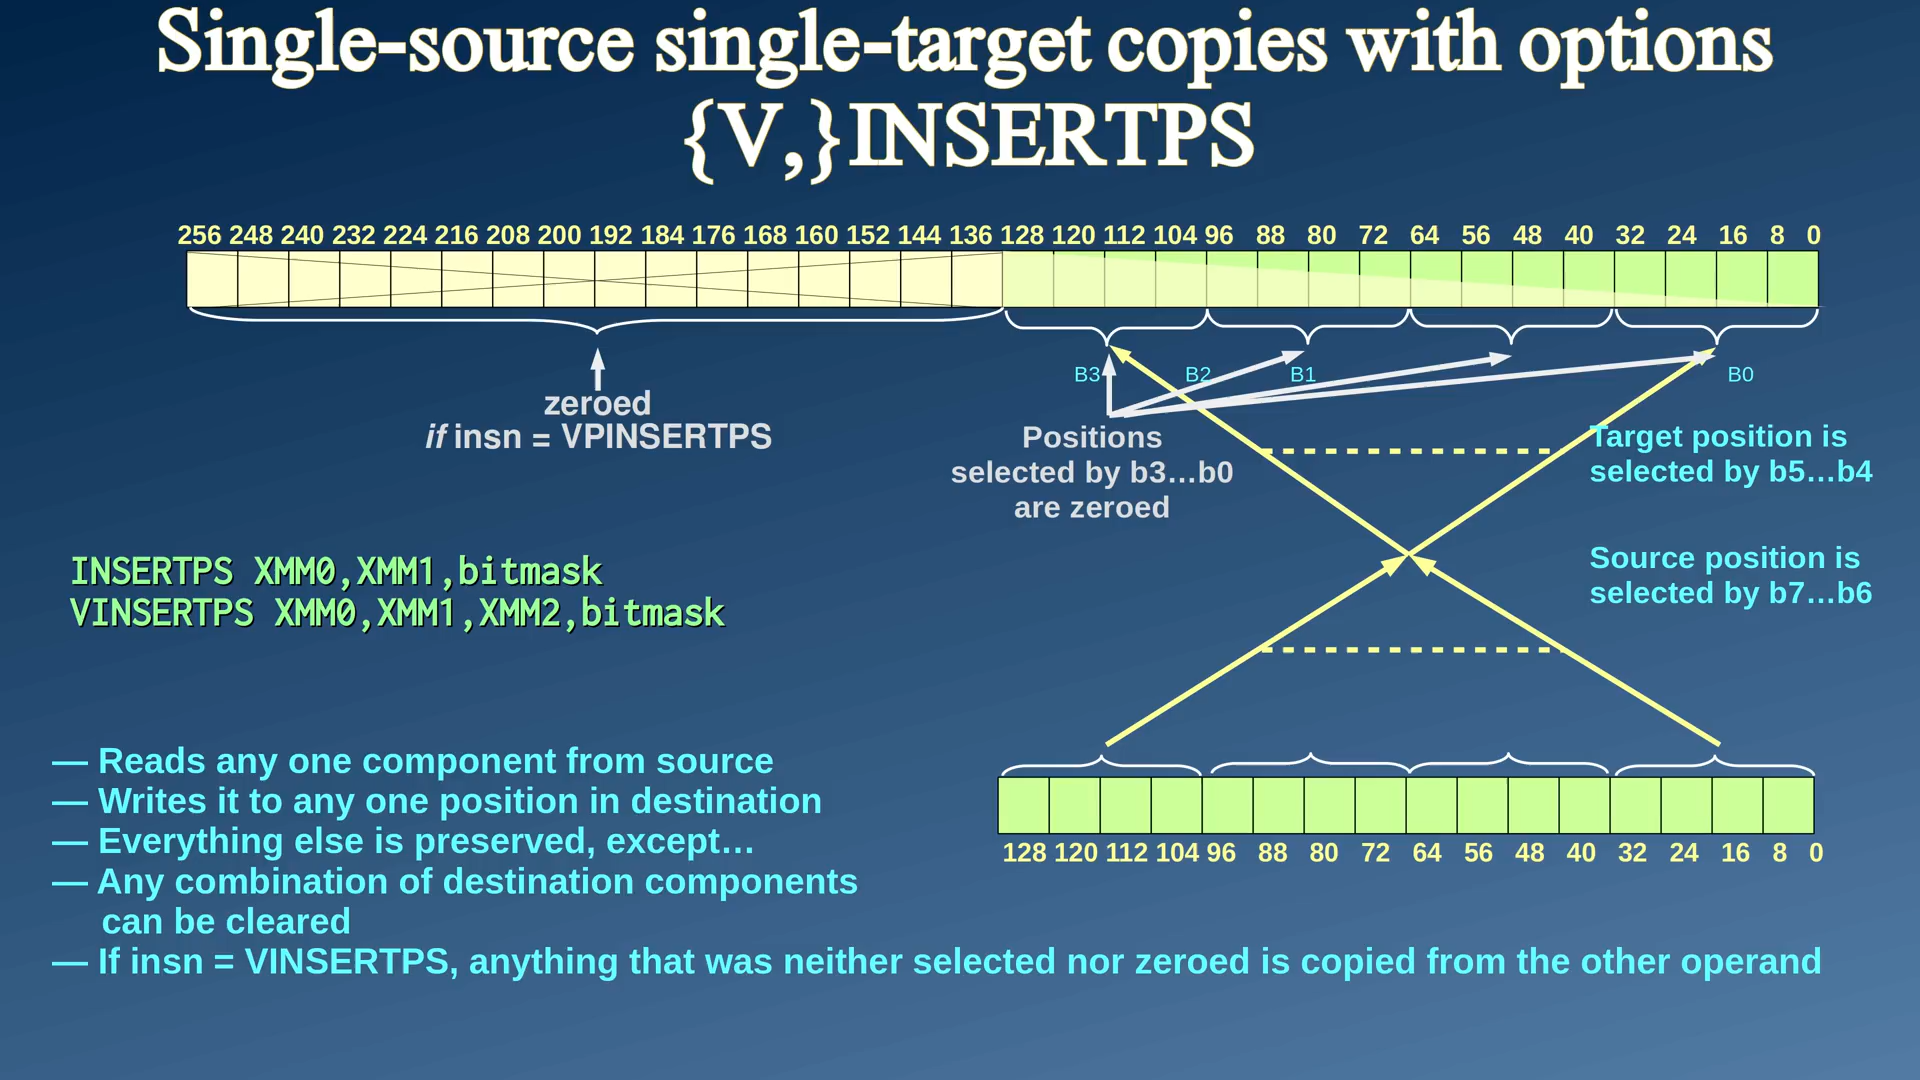 Single-source single-target copies with options
{V,}INSERTPS
256 248 240 232 224 216 208 200 192 184 176 168 160 152 144 136 128 120 112 104 96 88 80 72 64 56 48 40 32 24 16 8 0
B3 B2 B1 B0
zeroed
if insn = VPINSERTPS
Positions
selected by b3...b0
are zeroed
Target position is
selected by b5...b4
Source position is
selected by b7...b6
INSERTPS XMM0,XMM1,bitmask
VINSERTPS XMM0,XMM1,XMM2,bitmask
— Reads any one component from source
— Writes it to any one position in destination
— Everything else is preserved, except...
— Any combination of destination components
can be cleared
— If insn = VINSERTPS, anything that was neither selected nor zeroed is copied from the other operand
128 120 112 104 96 88 80 72 64 56 48 40 32 24 16 8 0